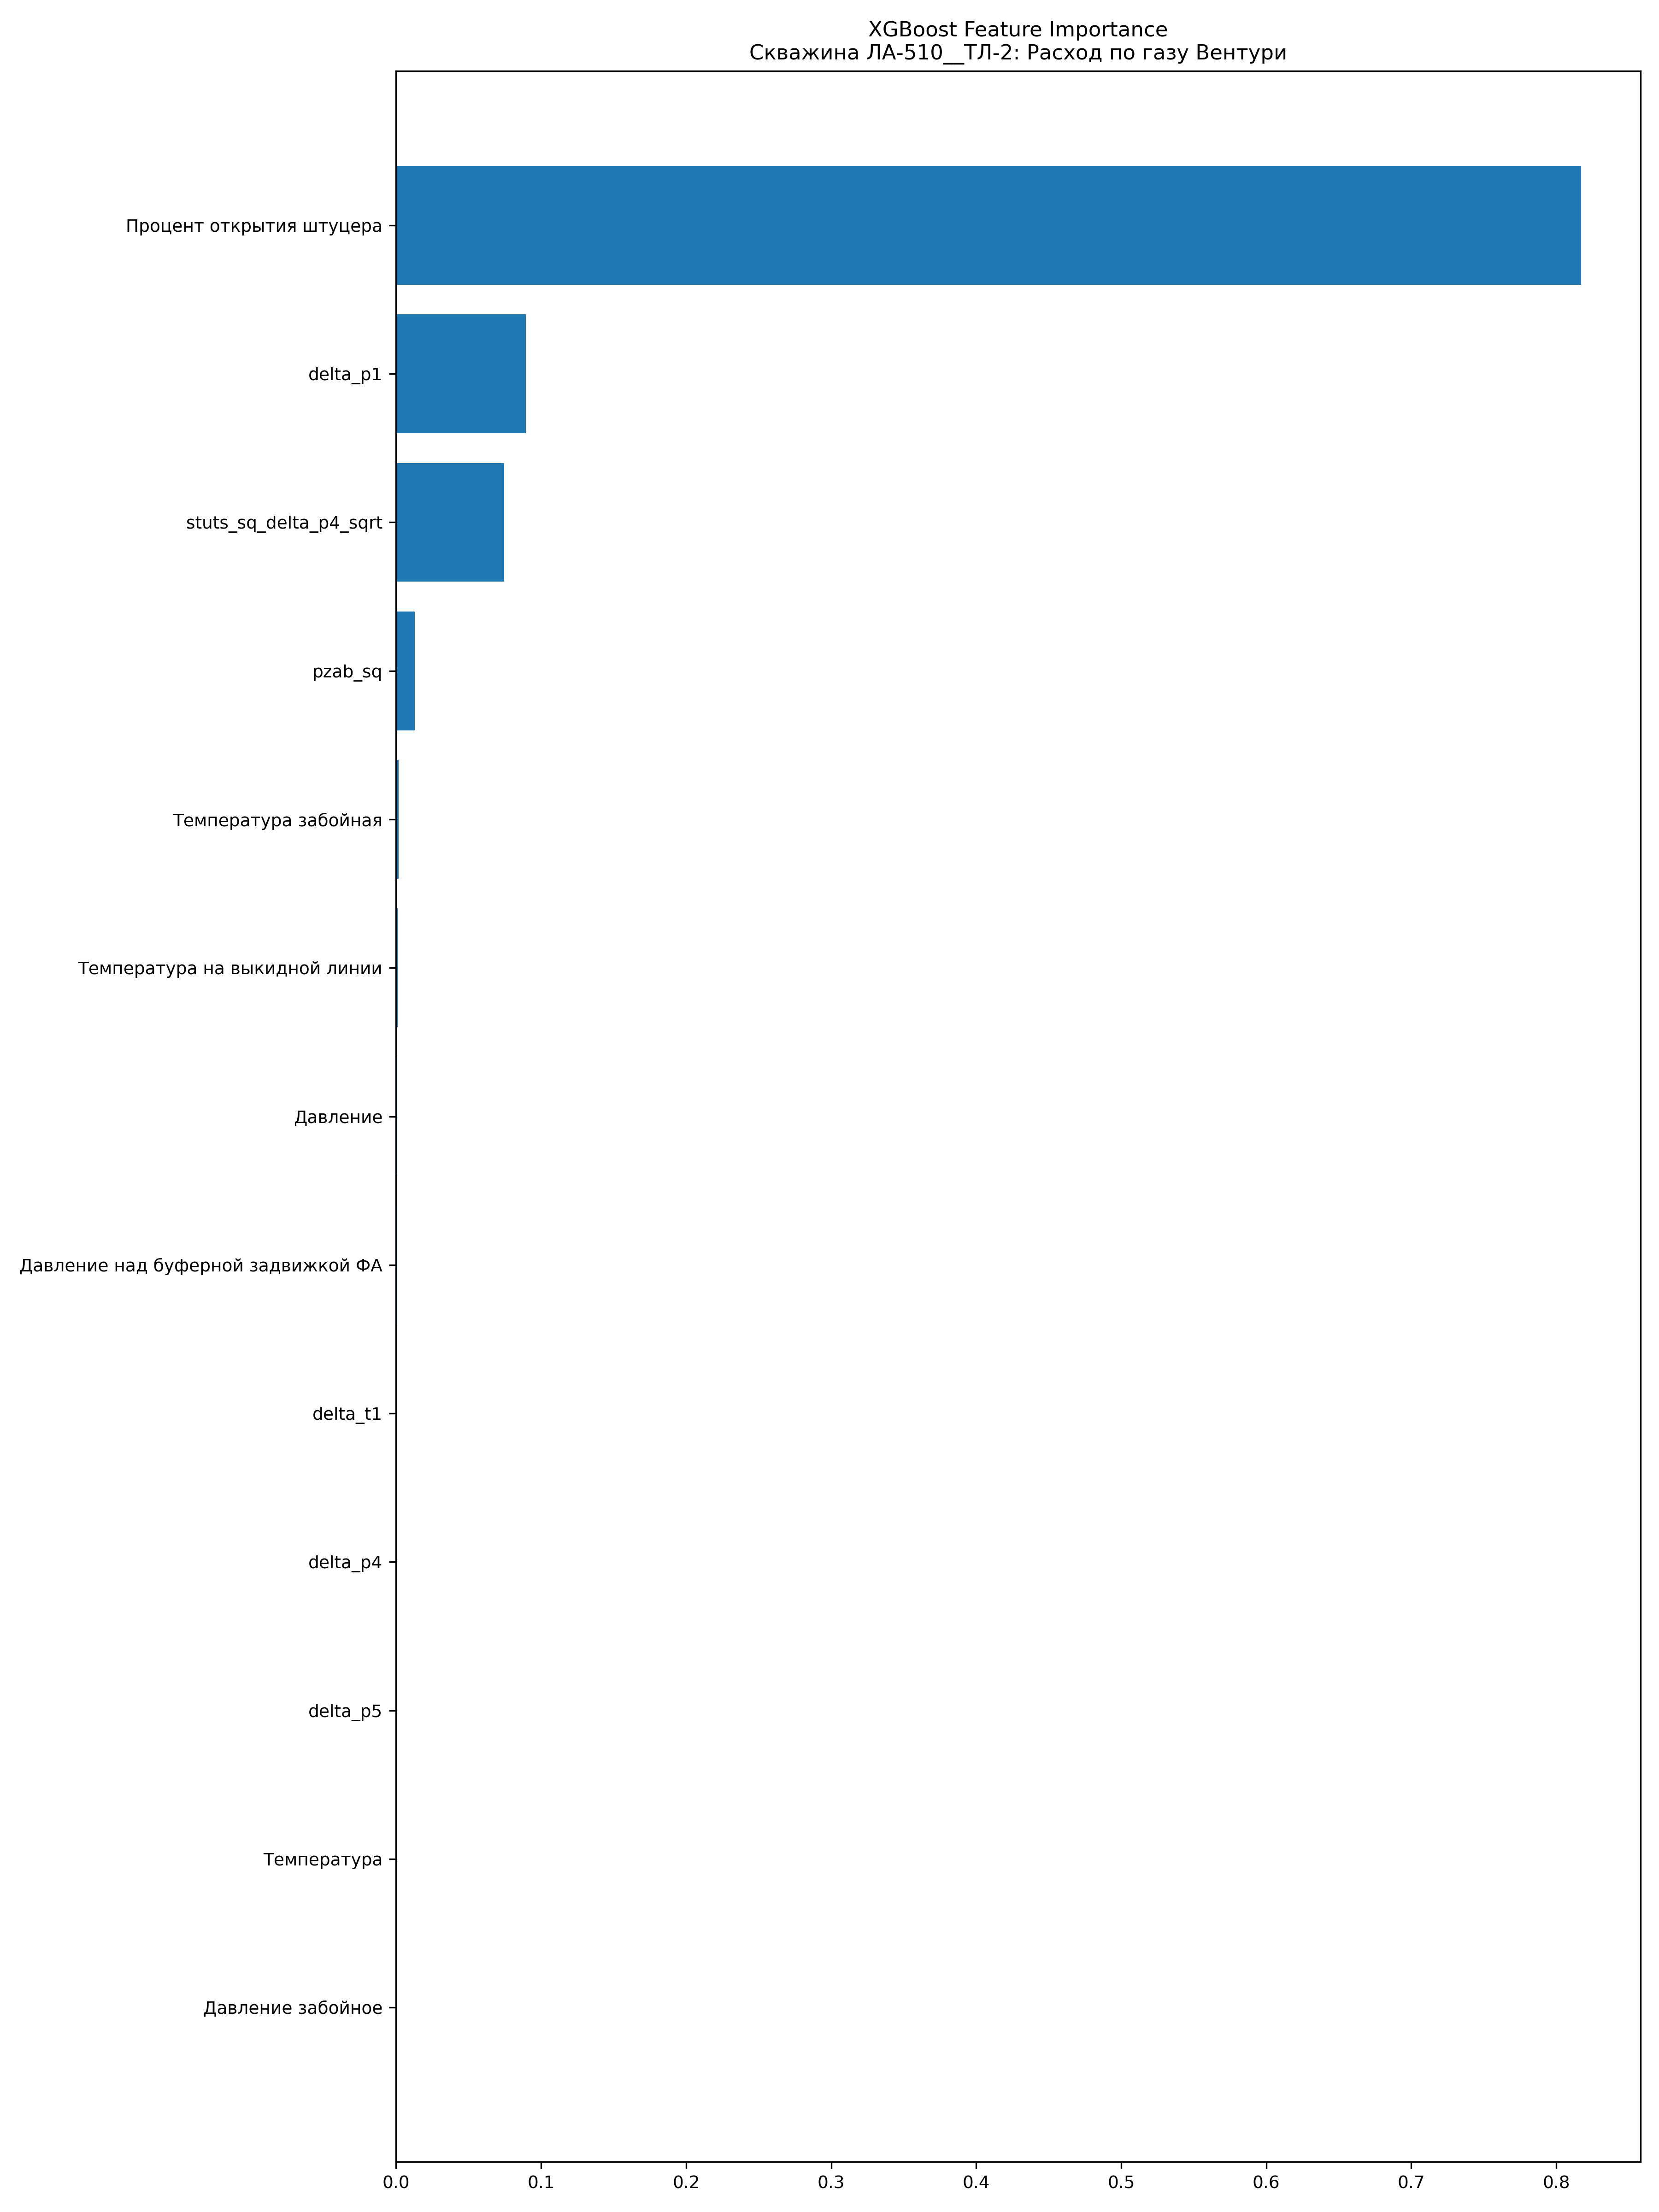 XGBoost Feature Importance
Скважина ЛА-510__ТЛ-2: Расход по газу Вентури
Процент открытия штуцера
delta_p1
stuts_sq_delta_p4_sqrt
pzab_sq
Температура забойная
Температура на выкидной линии
Давление
Давление над буферной задвижкой ФА
delta_t1
delta_p4
delta_p5
Температура
Давление забойное
0.0 0.1 0.2 0.3 0.4 0.5 0.6 0.7 0.8